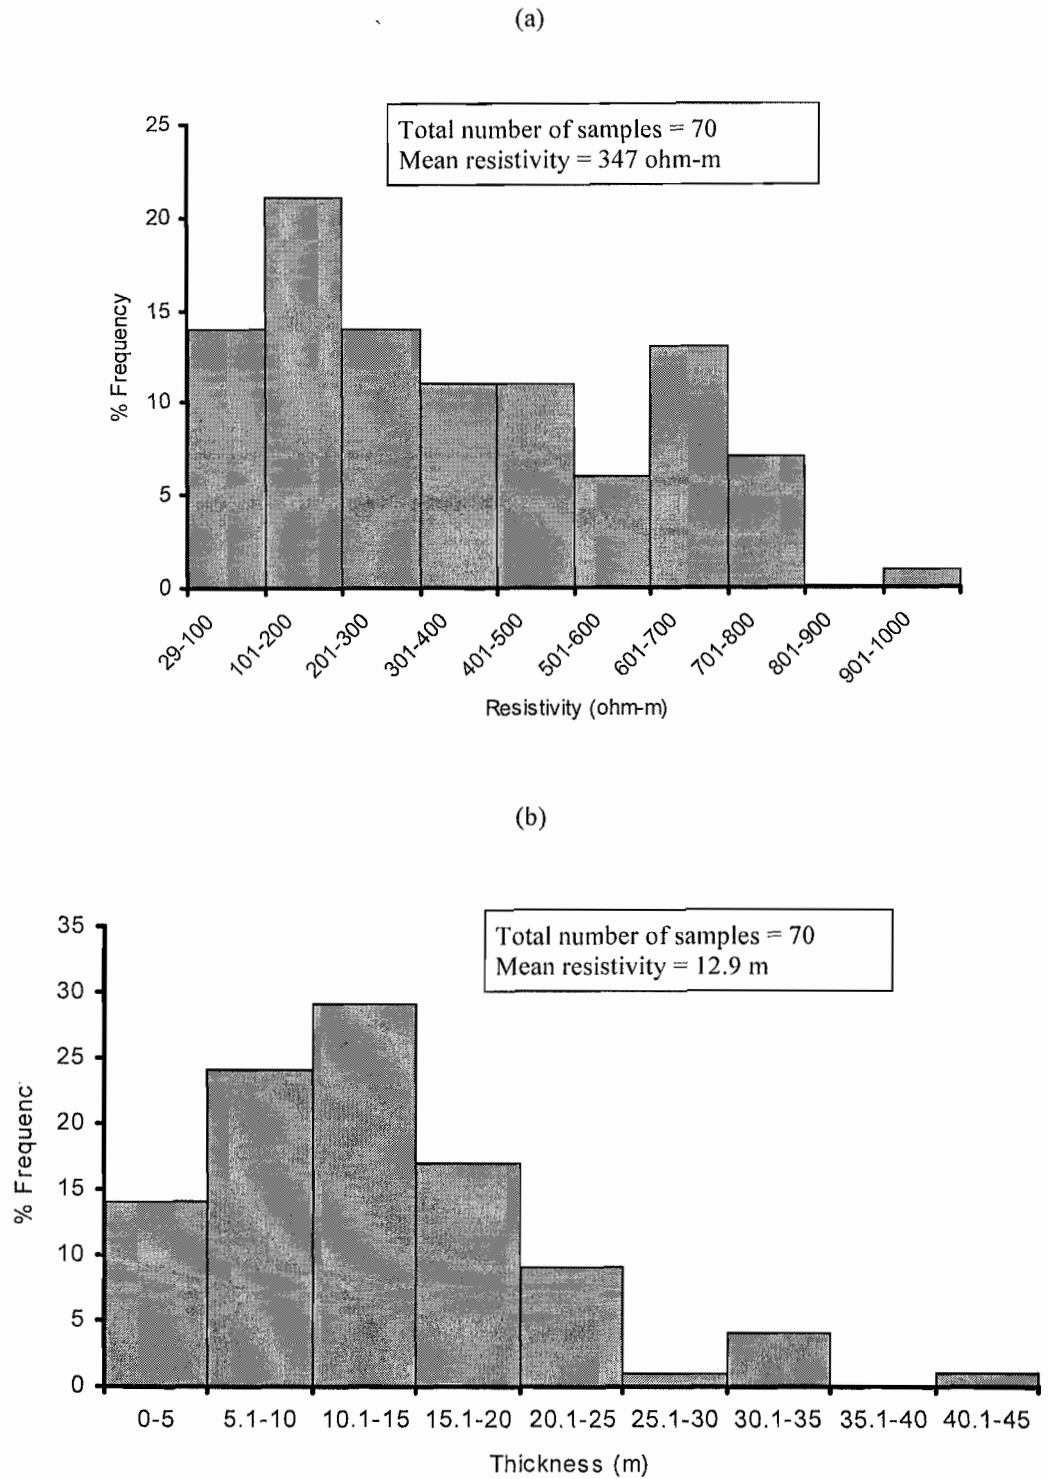 (a)
Total number of samples = 70
Mean resistivity = 347 ohm-m
25
20
15
10
5
0
% Frequency
29-100
101-200
201-300
301-400
401-500
501-600
601-700
701-800
801-900
901-1000
Resistivity (ohm-m)
(b)
Total number of samples = 70
Mean resistivity = 12.9 m
35
30
25
20
15
10
5
0
% Frequenc
0-5 5.1-10 10.1-15 15.1-20 20.1-25 25.1-30 30.1-35 35.1-40 40.1-45
Thickness (m)